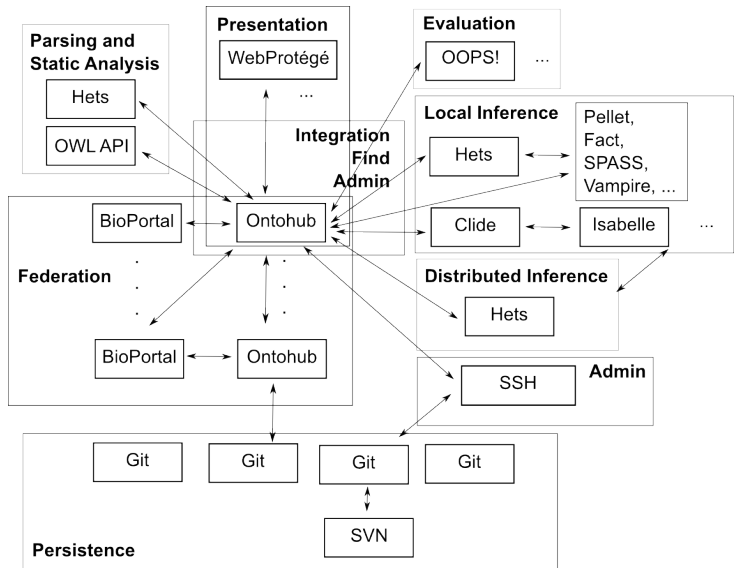 Parsing and
Static Analysis
Hets
OWL API
Presentation
WebProtégé
...
Evaluation
OOPS!
...
Integration
Find
Admin
Local Inference
Hets
Pellet,
Fact,
SPASS,
Vampire, ...
Clide
Isabelle
...
BioPortal
Ontohub
Federation
BioPortal
Ontohub
Distributed Inference
Hets
Admin
SSH
Git
Git
Git
Git
SVN
Persistence